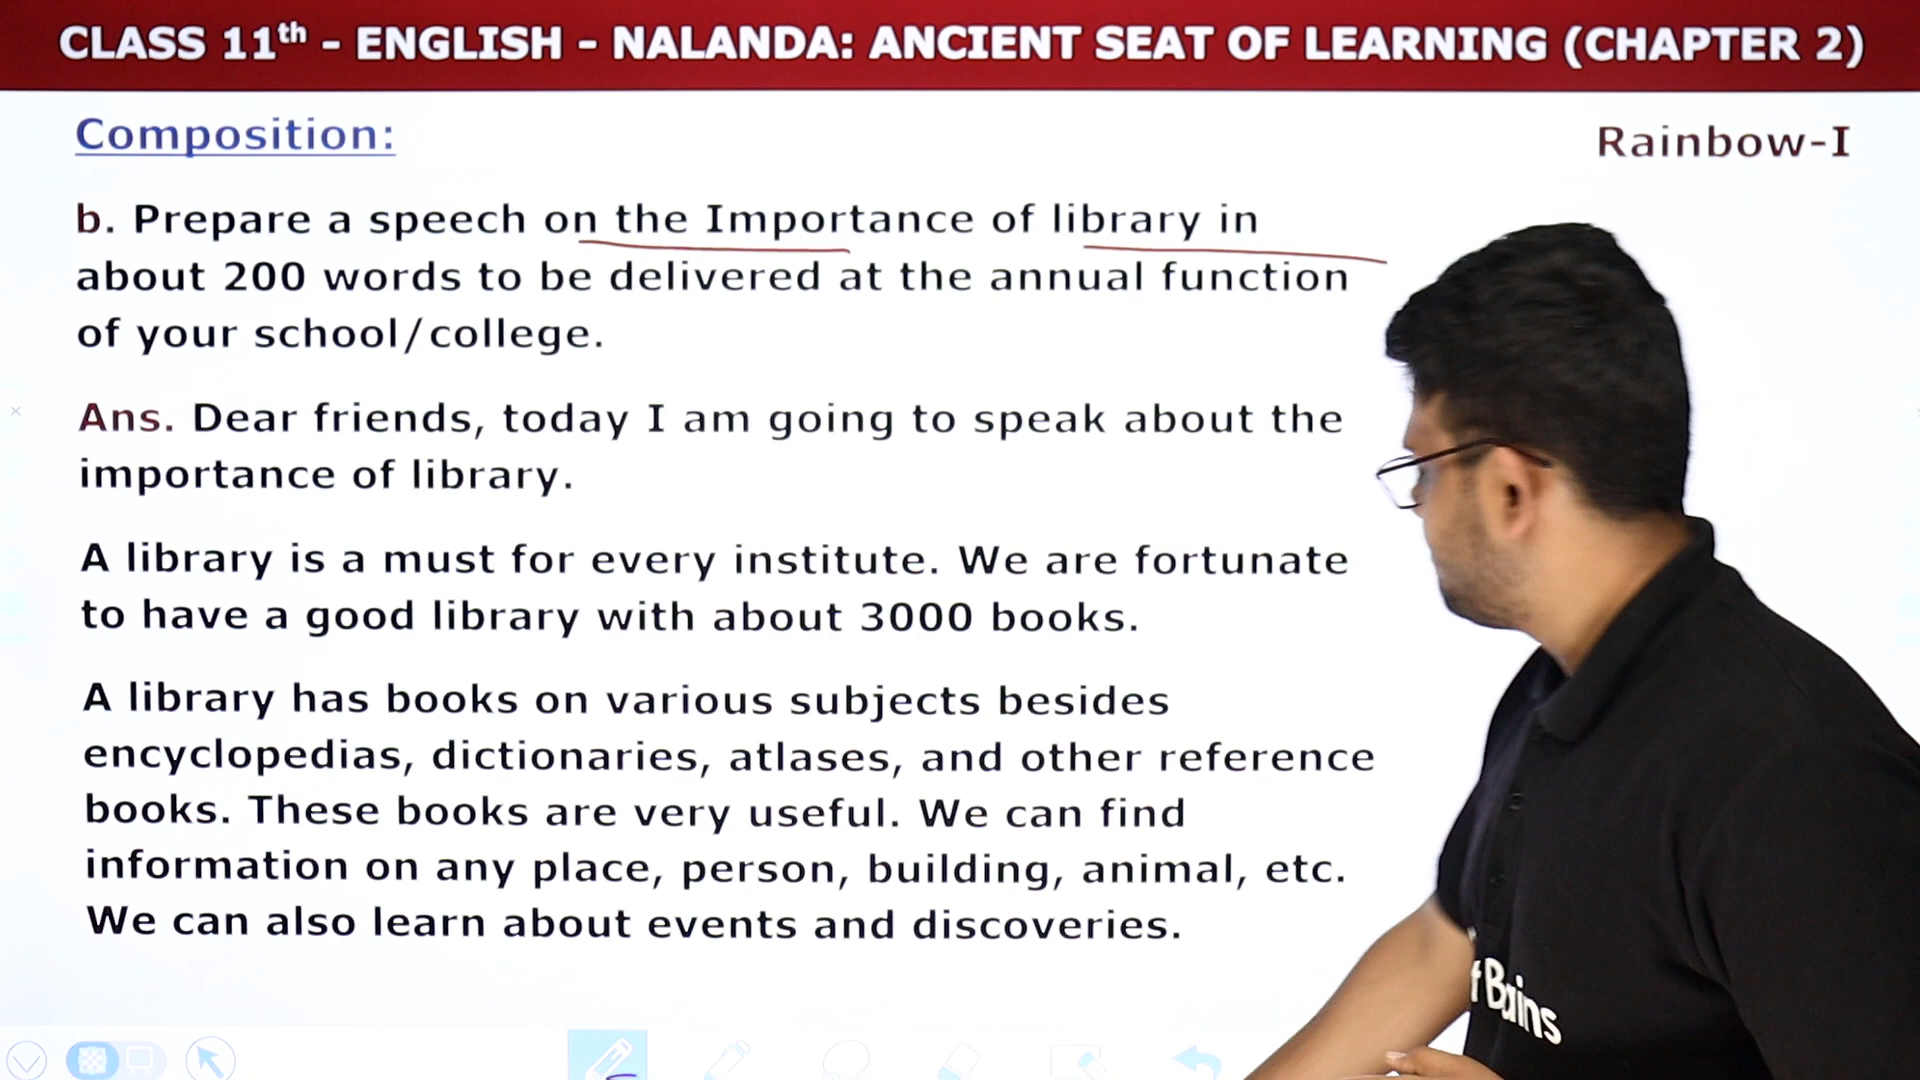 CLASS 11th - ENGLISH - NALANDA: ANCIENT SEAT OF LEARNING (CHAPTER 2)
Composition:
Rainbow-I
b. Prepare a speech on the Importance of library in
about 200 words to be delivered at the annual function
of your school/college.
Ans. Dear friends, today I am going to speak about the
importance of library.
A library is a must for every institute. We are fortunate
to have a good library with about 3000 books.
A library has books on various subjects besides
encyclopedias, dictionaries, atlases, and other reference
books. These books are very useful. We can find
information on any place, person, building, animal, etc.
We can also learn about events and discoveries.
f Bains